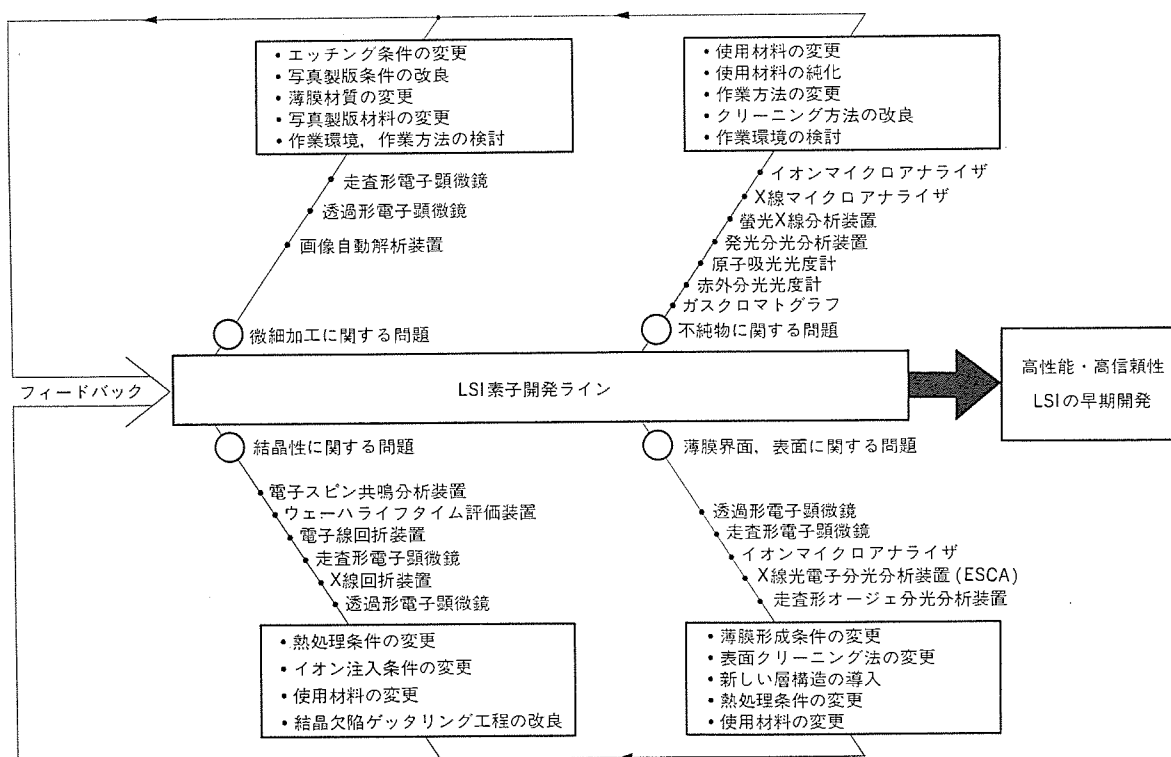 ・エッチング条件の変更
・写真製版条件の改良
・薄膜材質の変更
・写真製版材料の変更
・作業環境，作業方法の検討
走査形電子顕微鏡
透過形電子顕微鏡
画像自動解析装置
微細加工に関する問題
・使用材料の変更
・使用材料の純化
・作業方法の変更
・クリーニング方法の改良
・作業環境の検討
イオンマイクロアナライザ
X線マイクロアナライザ
螢光X線分析装置
発光分光分析装置
原子吸光光度計
赤外分光光度計
ガスクロマトグラフ
不純物に関する問題
フィードバック
LSI素子開発ライン
高性能・高信頼性
LSIの早期開発
結晶性に関する問題
電子スピン共鳴分析装置
ウェーハライフタイム評価装置
電子線回折装置
走査形電子顕微鏡
X線回折装置
透過形電子顕微鏡
・熱処理条件の変更
・イオン注入条件の変更
・使用材料の変更
・結晶欠陥ゲッタリング工程の改良
薄膜界面，表面に関する問題
透過形電子顕微鏡
走査形電子顕微鏡
イオンマイクロアナライザ
X線光電子分光分析装置(ESCA)
走査形オージェ分光分析装置
・薄膜形成条件の変更
・表面クリーニング法の変更
・新しい層構造の導入
・熱処理条件の変更
・使用材料の変更